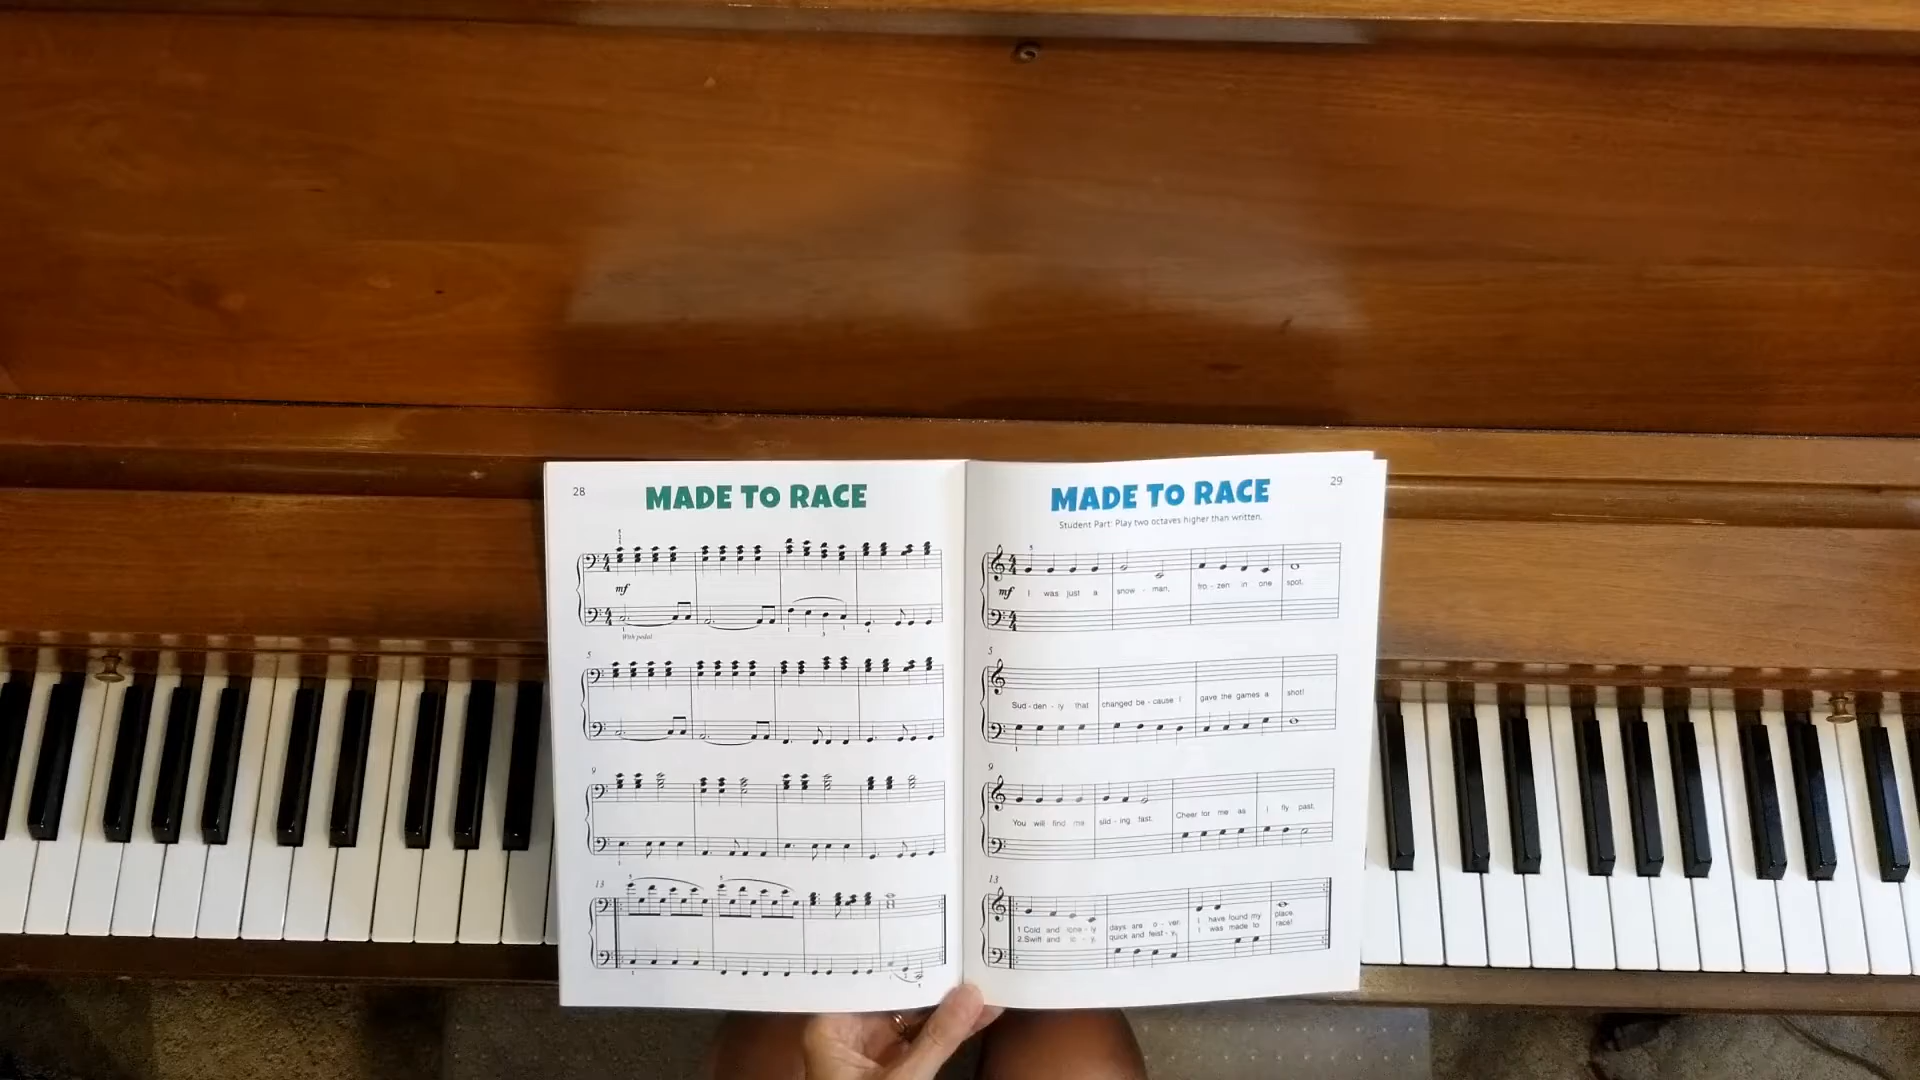 28
MADE TO RACE
mf
With pedal
5
9
13
MADE TO RACE
29
Student Part: Play two octaves higher than written.
mf I was just a snow - man, fro - zen in one spot.
5
Sud - den - ly that changed be - cause I gave the games a shot!
9
You will find me slid - ing fast. Cheer for me as I fly past.
13
1.Cold and lone - ly days are o - ver. I have found my place.
2.Swift and quick and feist - y, I was made to race!